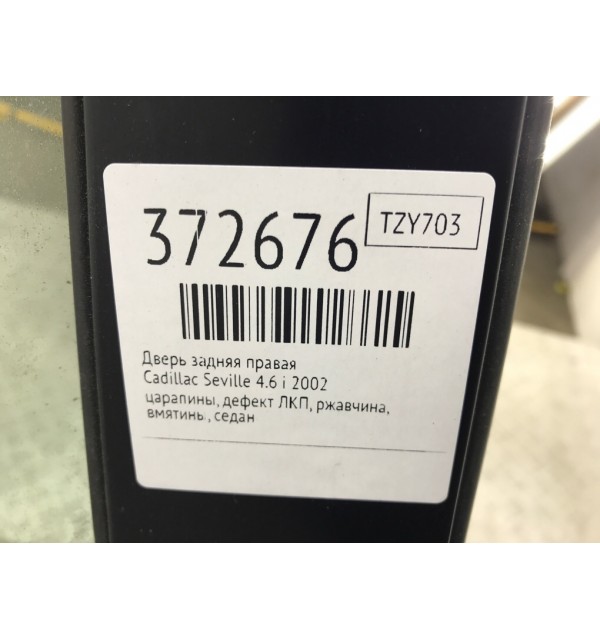 372676
TZY703
Дверь задняя правая
Cadillac Seville 4.6 i 2002
царапины, дефект ЛКП, ржавчина,
вмятинь, седан